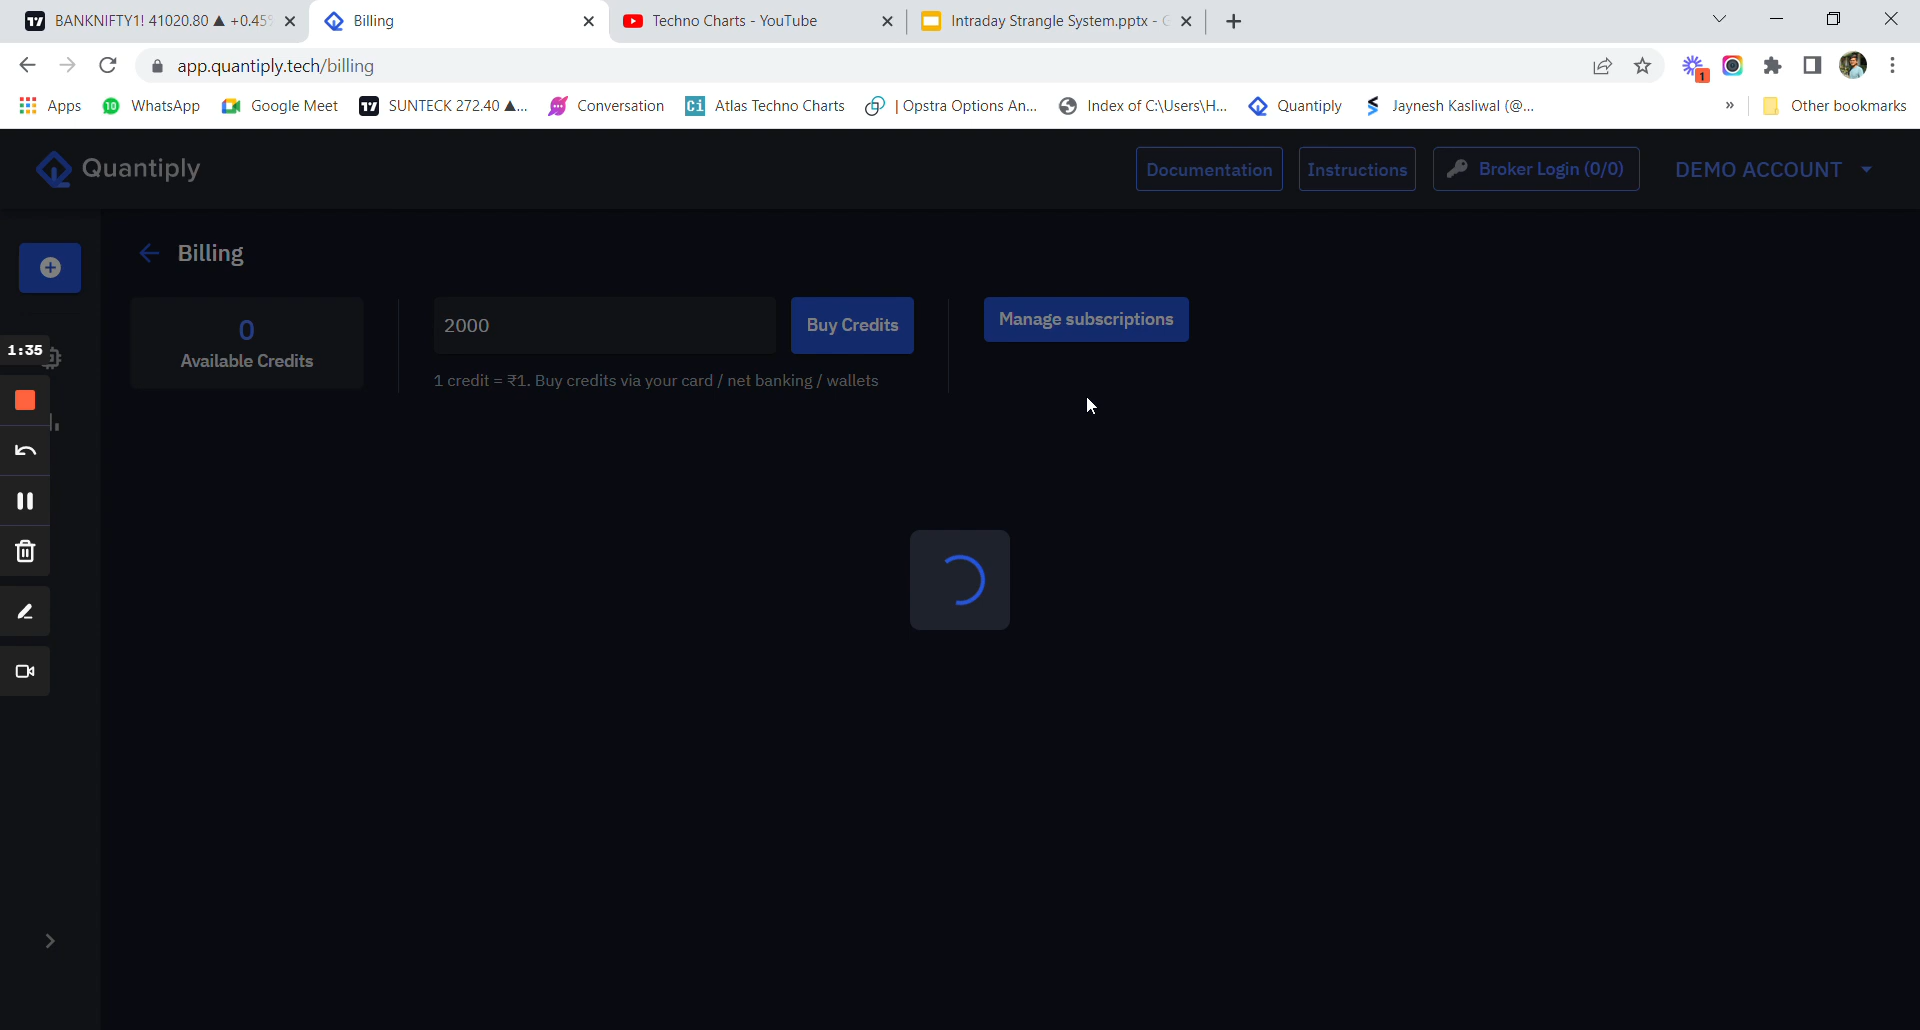 BANKNIFTY1! 41020.80 ▲ +0.45%
Billing
Techno Charts - YouTube
Intraday Strangle System.pptx - G
app.quantiply.tech/billing
1
Apps
10
WhatsApp
Google Meet
SUNTECK 272.40 ▲...
Conversation
Ci
Atlas Techno Charts
| Opstra Options An...
Index of C:\Users\H...
Quantiply
Jaynesh Kasliwal (@...
»
Other bookmarks
Quantiply
Documentation
Instructions
Broker Login (0/0)
DEMO ACCOUNT
Billing
0
Available Credits
2000
Buy Credits
1 credit = ₹1. Buy credits via your card / net banking / wallets
Manage subscriptions
1:35